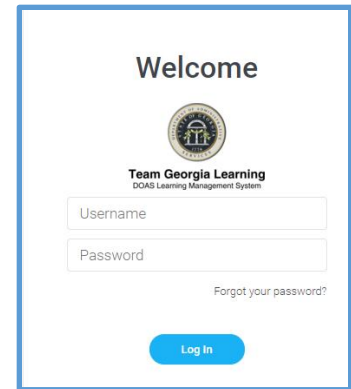 Welcome
Team Georgia Learning
DOAS Learning Management System
Username
Password
Forgot your password?
Log In